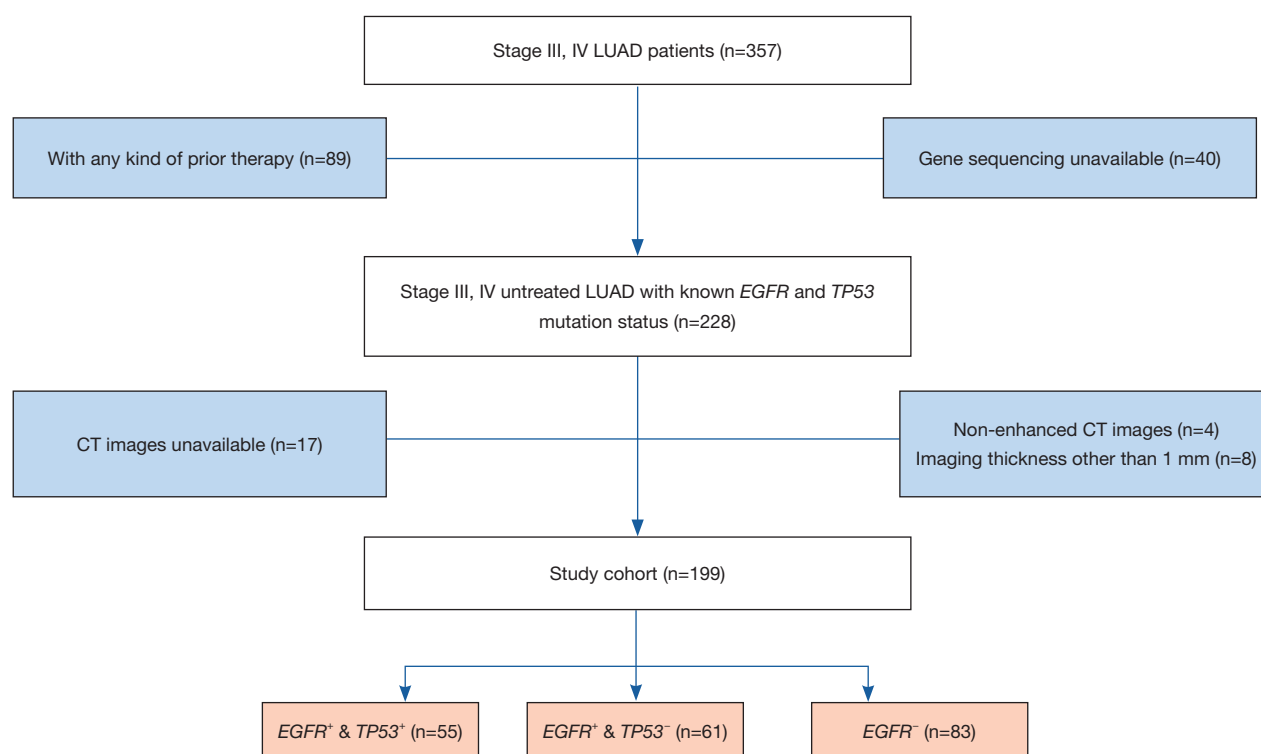 Stage III, IV LUAD patients (n=357)
With any kind of prior therapy (n=89)
Gene sequencing unavailable (n=40)
Stage III, IV untreated LUAD with known EGFR and TP53
mutation status (n=228)
CT images unavailable (n=17)
Non-enhanced CT images (n=4)
Imaging thickness other than 1 mm (n=8)
Study cohort (n=199)
EGFR⁺ & TP53⁺ (n=55)
EGFR⁺ & TP53⁻ (n=61)
EGFR⁻ (n=83)